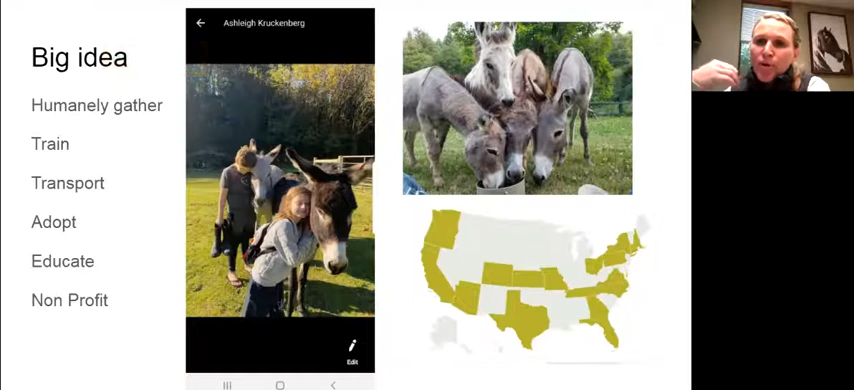 Big idea
Humanely gather
Train
Transport
Adopt
Educate
Non Profit
Ashleigh Kruckenberg
Edit